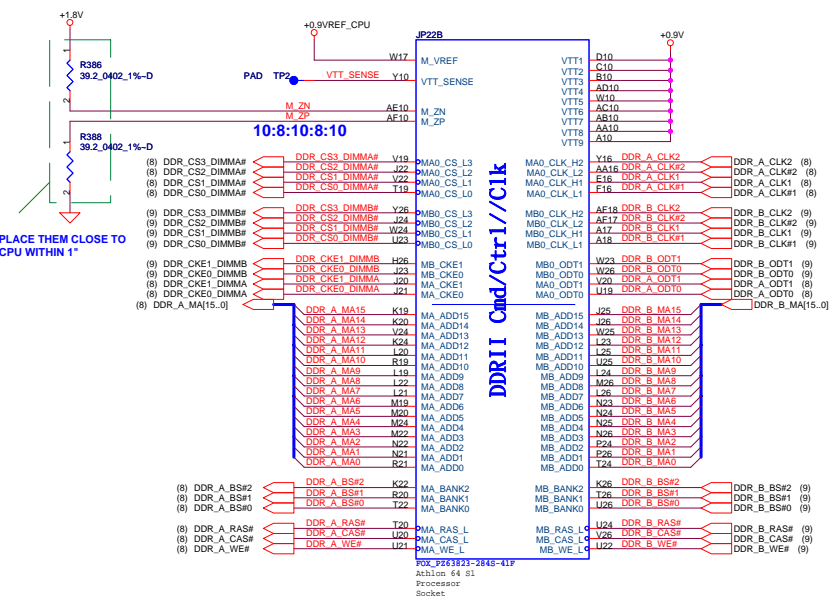 +1.8V
+0.9VREF_CPU
JP22B
+0.9V
1
R386
39.2_0402_1%~D
2
PAD TP2 VTT_SENSE Y10 VTT_SENSE
W17 M_VREF
D10 VTT1
C10 VTT2
B10 VTT3
AD10 VTT4
W10 VTT5
AC10 VTT6
AB10 VTT7
AA10 VTT8
A10 VTT9
M_ZN AE10 M_ZN
M_ZP AF10 M_ZP
10:8:10:8:10
1
R388
39.2_0402_1%~D
2
PLACE THEM CLOSE TO
CPU WITHIN 1"
DDRII Cmd/Ctrl//Clk
(8) DDR_CS3_DIMMA# DDR_CS3_DIMMA# V19 MA0_CS_L3 MA0_CLK_H2 Y16 DDR_A_CLK2 DDR_A_CLK2 (8)
(8) DDR_CS2_DIMMA# DDR_CS2_DIMMA# J22 MA0_CS_L2 MA0_CLK_L2 AA16 DDR_A_CLK#2 DDR_A_CLK#2 (8)
(8) DDR_CS1_DIMMA# DDR_CS1_DIMMA# V22 MA0_CS_L1 MA0_CLK_H1 E16 DDR_A_CLK1 DDR_A_CLK1 (8)
(8) DDR_CS0_DIMMA# DDR_CS0_DIMMA# T19 MA0_CS_L0 MA0_CLK_L1 F16 DDR_A_CLK#1 DDR_A_CLK#1 (8)
(9) DDR_CS3_DIMMB# DDR_CS3_DIMMB# Y26 MB0_CS_L3 MB0_CLK_H2 AF18 DDR_B_CLK2 DDR_B_CLK2 (9)
(9) DDR_CS2_DIMMB# DDR_CS2_DIMMB# J24 MB0_CS_L2 MB0_CLK_L2 AF17 DDR_B_CLK#2 DDR_B_CLK#2 (9)
(9) DDR_CS1_DIMMB# DDR_CS1_DIMMB# W24 MB0_CS_L1 MB0_CLK_H1 A17 DDR_B_CLK1 DDR_B_CLK1 (9)
(9) DDR_CS0_DIMMB# DDR_CS0_DIMMB# U23 MB0_CS_L0 MB0_CLK_L1 A18 DDR_B_CLK#1 DDR_B_CLK#1 (9)
(9) DDR_CKE1_DIMMB DDR_CKE1_DIMMB H26 MB_CKE1 MB0_ODT1 W23 DDR_B_ODT1 DDR_B_ODT1 (9)
(9) DDR_CKE0_DIMMB DDR_CKE0_DIMMB J23 MB_CKE0 MB0_ODT0 W26 DDR_B_ODT0 DDR_B_ODT0 (9)
(8) DDR_CKE1_DIMMA DDR_CKE1_DIMMA J20 MA_CKE1 MA0_ODT1 V20 DDR_A_ODT1 DDR_A_ODT1 (8)
(8) DDR_CKE0_DIMMA DDR_CKE0_DIMMA J21 MA_CKE0 MA0_ODT0 U19 DDR_A_ODT0 DDR_A_ODT0 (8)
(8) DDR_A_MA[15..0] DDR_B_MA[15..0] (9)
DDR_A_MA15 K19 MA_ADD15 MB_ADD15 J25 DDR_B_MA15
DDR_A_MA14 K20 MA_ADD14 MB_ADD14 J26 DDR_B_MA14
DDR_A_MA13 V24 MA_ADD13 MB_ADD13 W25 DDR_B_MA13
DDR_A_MA12 K24 MA_ADD12 MB_ADD12 L23 DDR_B_MA12
DDR_A_MA11 L20 MA_ADD11 MB_ADD11 L25 DDR_B_MA11
DDR_A_MA10 R19 MA_ADD10 MB_ADD10 U25 DDR_B_MA10
DDR_A_MA9 L19 MA_ADD9 MB_ADD9 L24 DDR_B_MA9
DDR_A_MA8 L22 MA_ADD8 MB_ADD8 M26 DDR_B_MA8
DDR_A_MA7 L21 MA_ADD7 MB_ADD7 L26 DDR_B_MA7
DDR_A_MA6 M19 MA_ADD6 MB_ADD6 N23 DDR_B_MA6
DDR_A_MA5 M20 MA_ADD5 MB_ADD5 N24 DDR_B_MA5
DDR_A_MA4 M24 MA_ADD4 MB_ADD4 N25 DDR_B_MA4
DDR_A_MA3 M22 MA_ADD3 MB_ADD3 N26 DDR_B_MA3
DDR_A_MA2 N22 MA_ADD2 MB_ADD2 P24 DDR_B_MA2
DDR_A_MA1 N21 MA_ADD1 MB_ADD1 P26 DDR_B_MA1
DDR_A_MA0 R21 MA_ADD0 MB_ADD0 T24 DDR_B_MA0
(8) DDR_A_BS#2 DDR_A_BS#2 K22 MA_BANK2 MB_BANK2 K26 DDR_B_BS#2 DDR_B_BS#2 (9)
(8) DDR_A_BS#1 DDR_A_BS#1 R20 MA_BANK1 MB_BANK1 T26 DDR_B_BS#1 DDR_B_BS#1 (9)
(8) DDR_A_BS#0 DDR_A_BS#0 T22 MA_BANK0 MB_BANK0 U26 DDR_B_BS#0 DDR_B_BS#0 (9)
(8) DDR_A_RAS# DDR_A_RAS# T20 MA_RAS_L MB_RAS_L U24 DDR_B_RAS# DDR_B_RAS# (9)
(8) DDR_A_CAS# DDR_A_CAS# U20 MA_CAS_L MB_CAS_L V26 DDR_B_CAS# DDR_B_CAS# (9)
(8) DDR_A_WE# DDR_A_WE# U21 MA_WE_L MB_WE_L U22 DDR_B_WE# DDR_B_WE# (9)
FOX_PZ63823-284S-41F
Athlon 64 S1
Processor
Socket